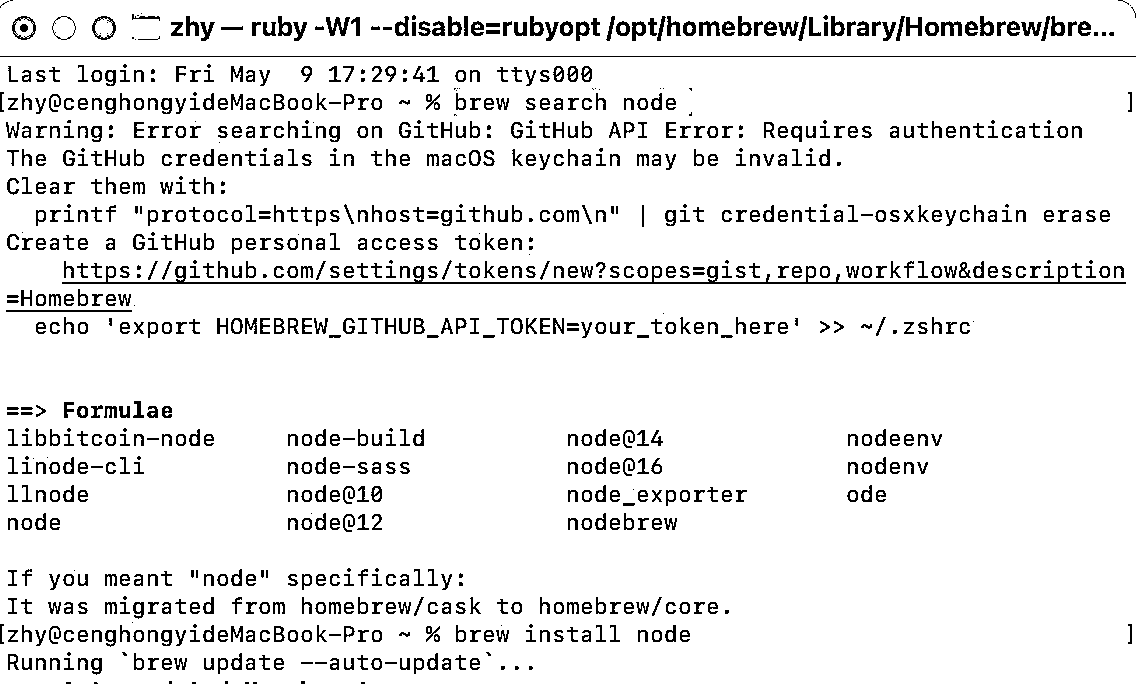 zhy — ruby -W1 --disable=rubyopt /opt/homebrew/Library/Homebrew/bre...
Last login: Fri May  9 17:29:41 on ttys000
[zhy@cenghongyideMacBook-Pro ~ % brew search node ]
Warning: Error searching on GitHub: GitHub API Error: Requires authentication
The GitHub credentials in the macOS keychain may be invalid.
Clear them with:
  printf "protocol=https\nhost=github.com\n" | git credential-osxkeychain erase
Create a GitHub personal access token:
    https://github.com/settings/tokens/new?scopes=gist,repo,workflow&description
=Homebrew
  echo 'export HOMEBREW_GITHUB_API_TOKEN=your_token_here' >> ~/.zshrc
==> Formulae
libbitcoin-node     node-build          node@14             nodeenv
linode-cli          node-sass           node@16             nodenv
llnode              node@10             node_exporter       ode
node                node@12             nodebrew
If you meant "node" specifically:
It was migrated from homebrew/cask to homebrew/core.
[zhy@cenghongyideMacBook-Pro ~ % brew install node ]
Running `brew update --auto-update`...